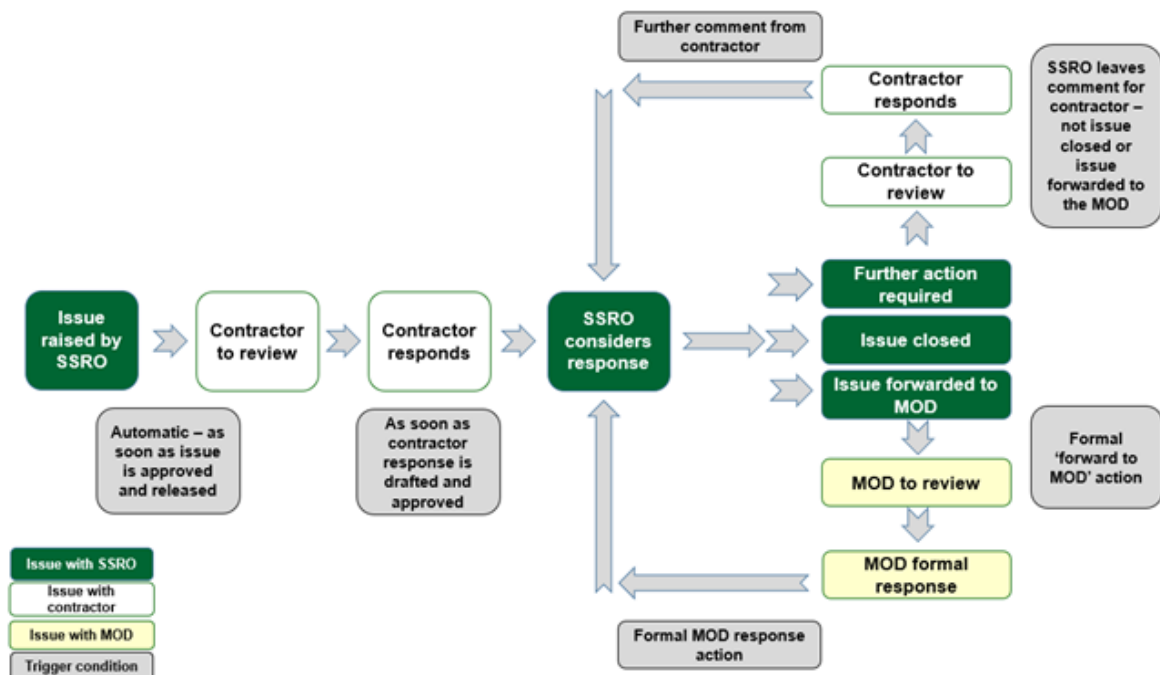 Further comment from
contractor
Contractor
responds
SSRO leaves
comment for
contractor –
not issue
closed or
issue
forwarded to
the MOD
Contractor to
review
Further action
required
Issue
raised by
SSRO
Contractor
to review
Contractor
responds
SSRO
considers
response
Issue closed
Issue forwarded to
MOD
Automatic – as
soon as issue
is approved
and released
As soon as
contractor
response is
drafted and
approved
Formal
‘forward to
MOD’ action
MOD to review
MOD formal
response
Formal MOD response
action
Issue with SSRO
Issue with
contractor
Issue with MOD
Trigger condition